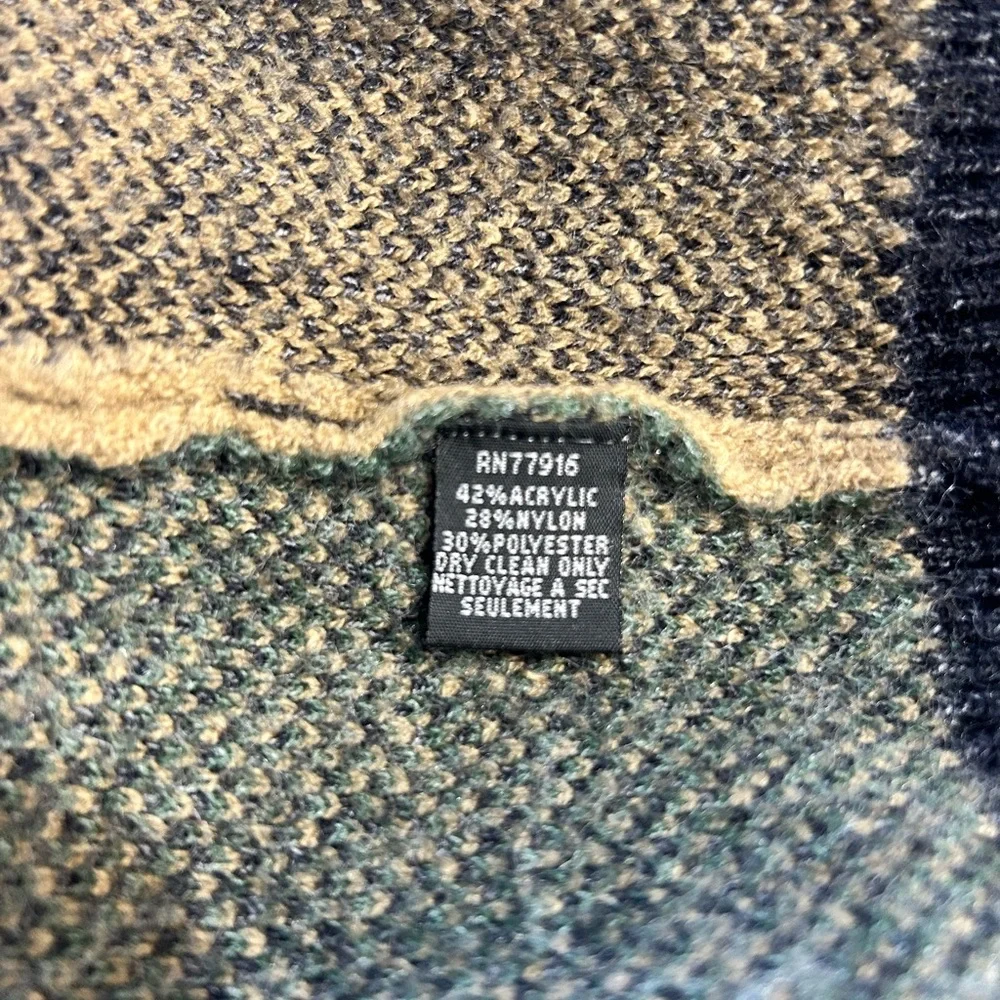 RN77916
42%ACRYLIC
28%NYLON
30%POLYESTER
DRY CLEAN ONLY
NETTOYAGE A SEC
SEULEMENT